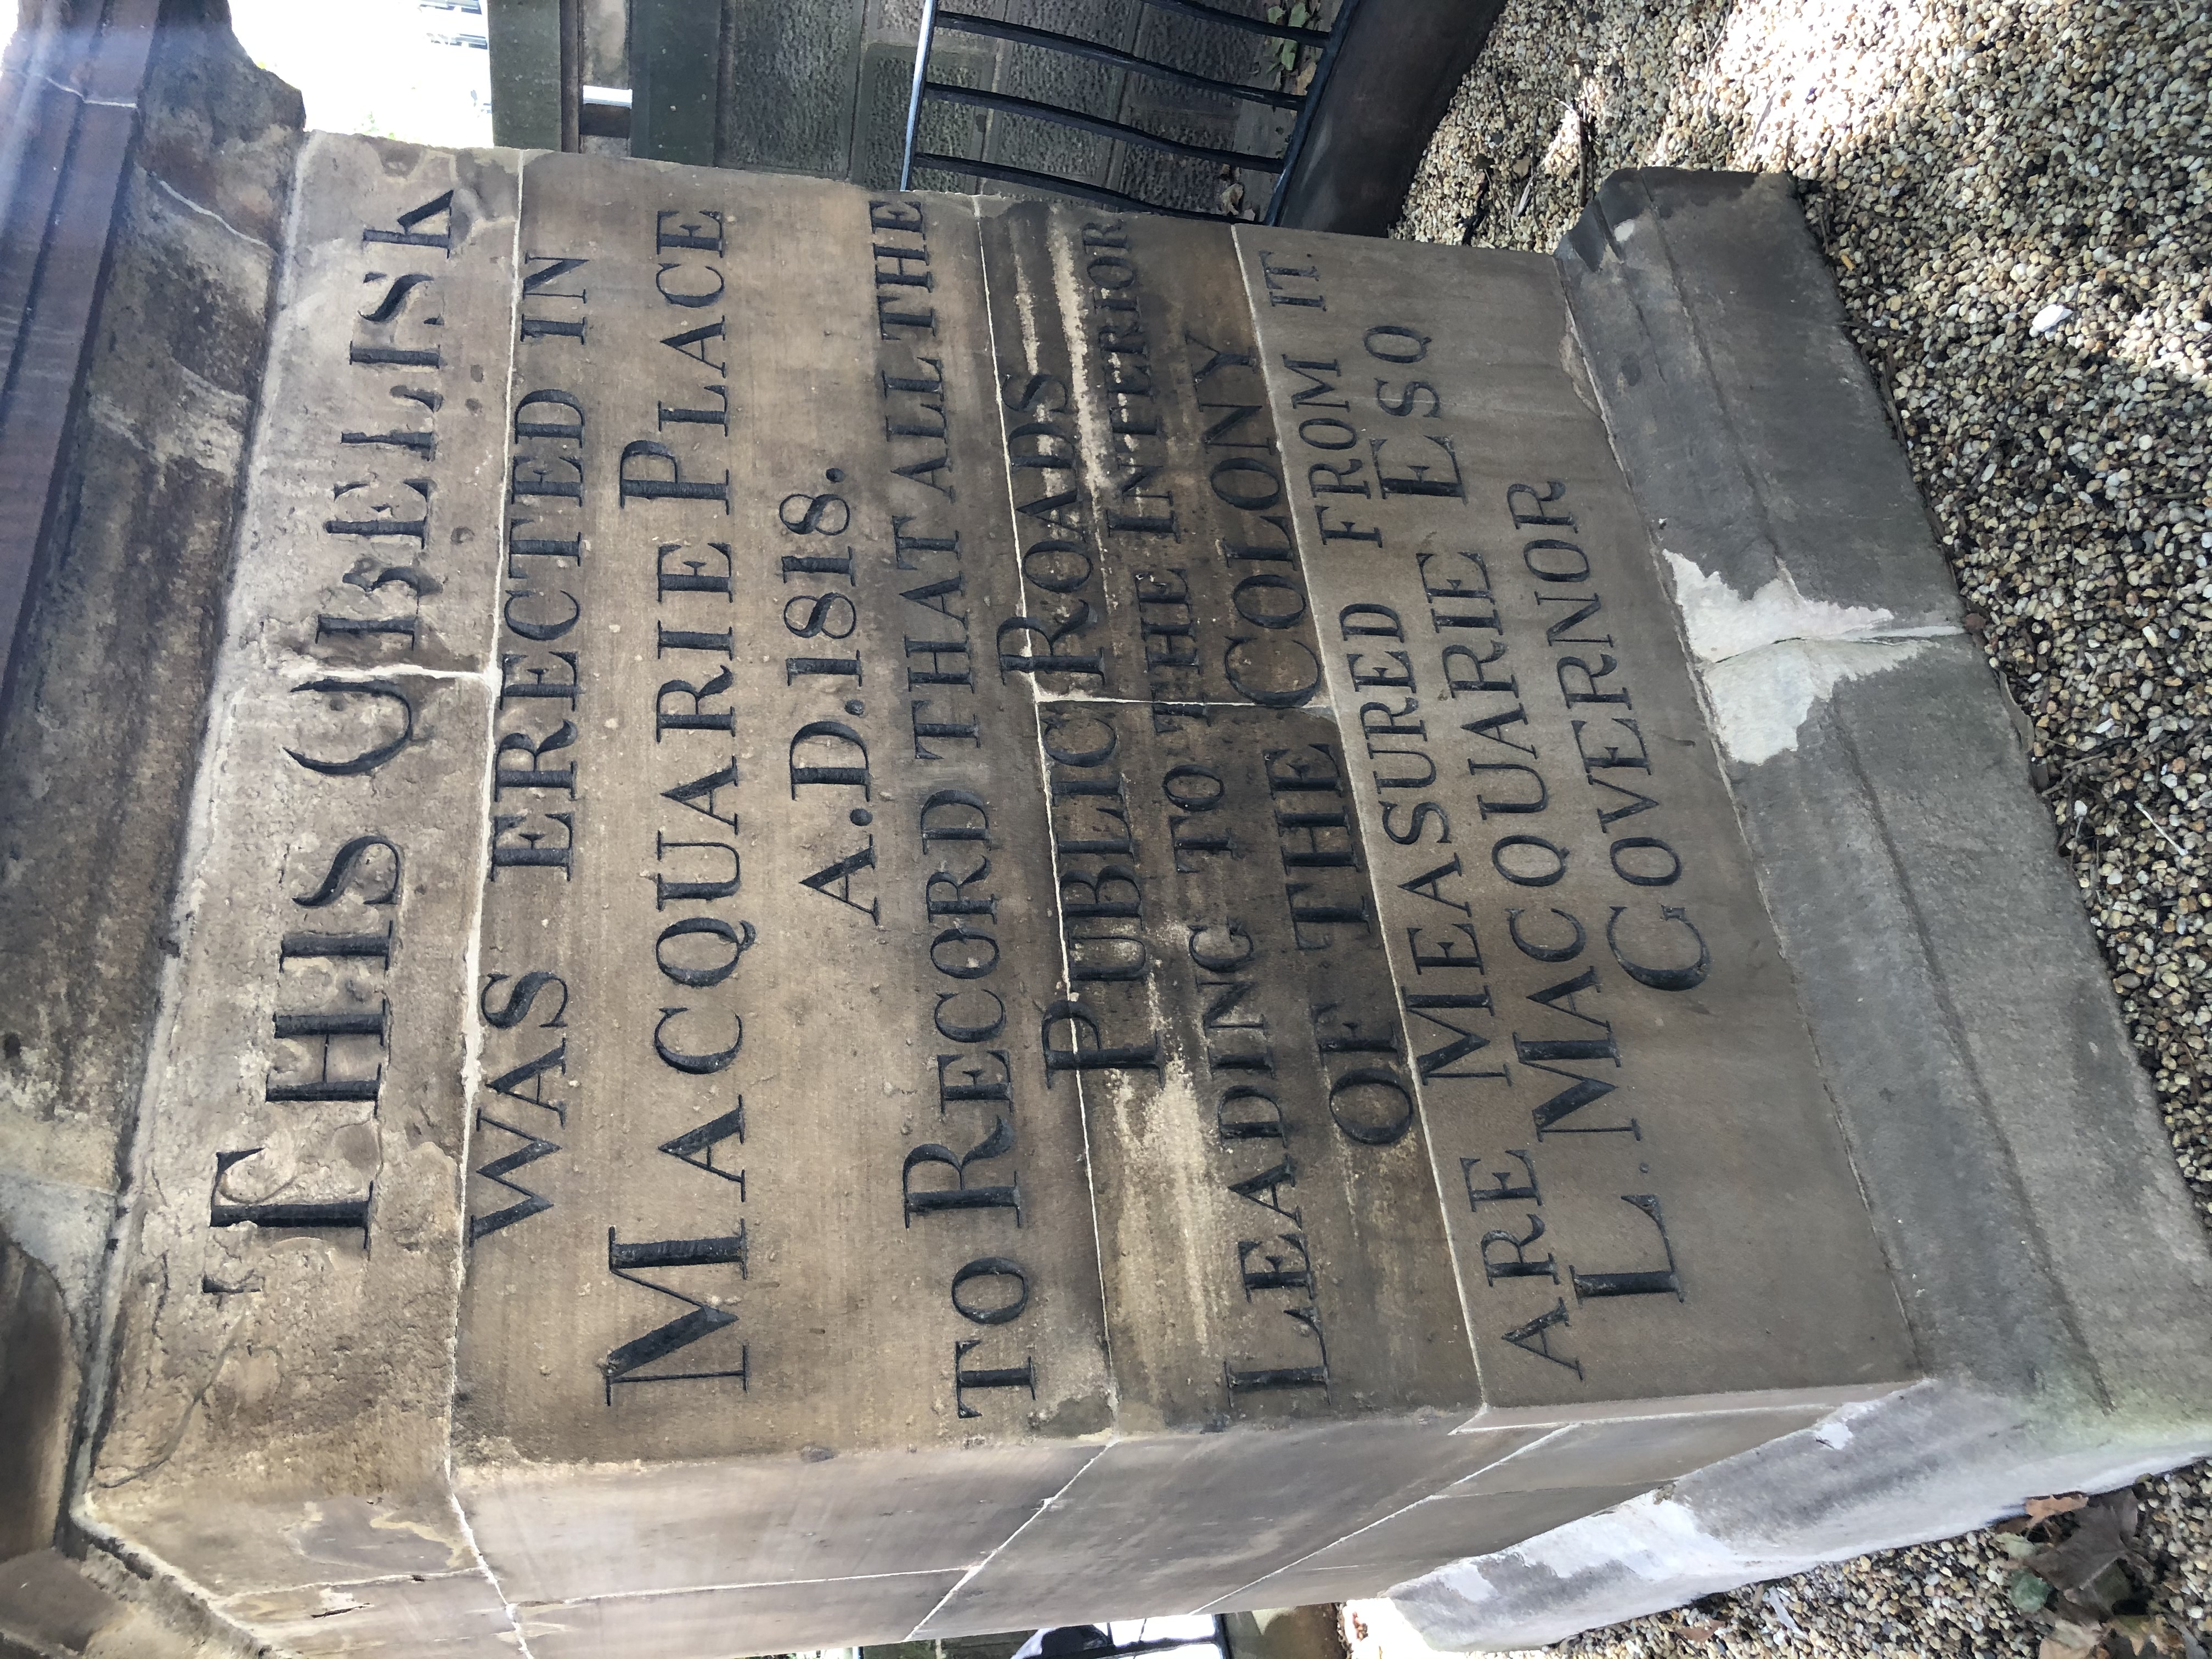 THIS OBELISK
WAS ERECTED IN
MACQUARIE PLACE
A.D.1818.
TO RECORD THAT ALL THE
PUBLIC ROADS
LEADING TO THE INTERIOR
OF THE COLONY
ARE MEASURED FROM IT.
L. MACQUARIE ESQ
GOVERNOR